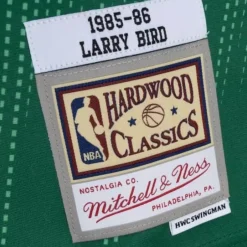 1985-86
LARRY BIRD
HARDWOOD
CLASSICS
NBA
NOSTALGIA CO.
Mitchell & Ness
PHILADELPHIA, PA.
HWC SWINGMAN